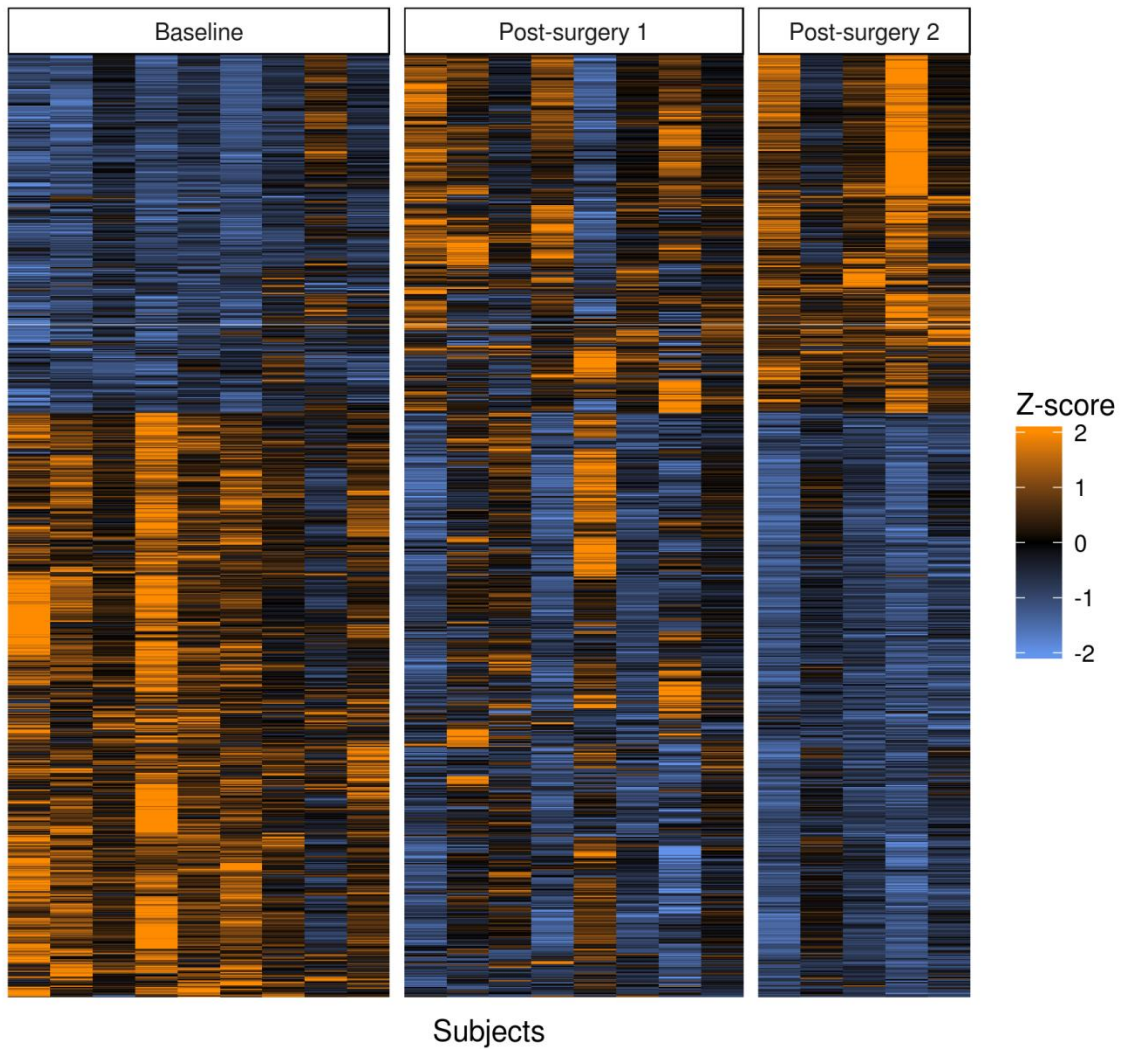 Baseline
Post-surgery 1
Post-surgery 2
Z-score
2
1
0
-1
-2
Subjects